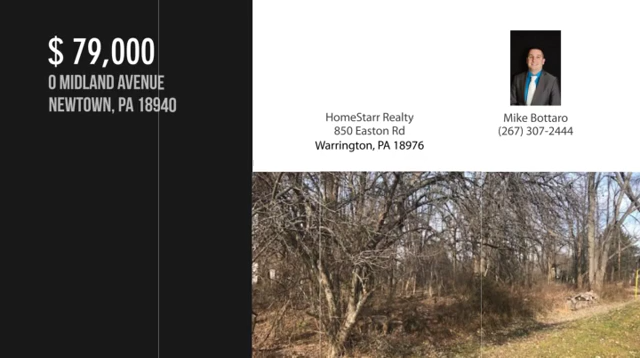 $ 79,000
0 MIDLAND AVENUE
NEWTOWN, PA 18940
HomeStarr Realty
850 Easton Rd
Warrington, PA 18976
Mike Bottaro
(267) 307-2444